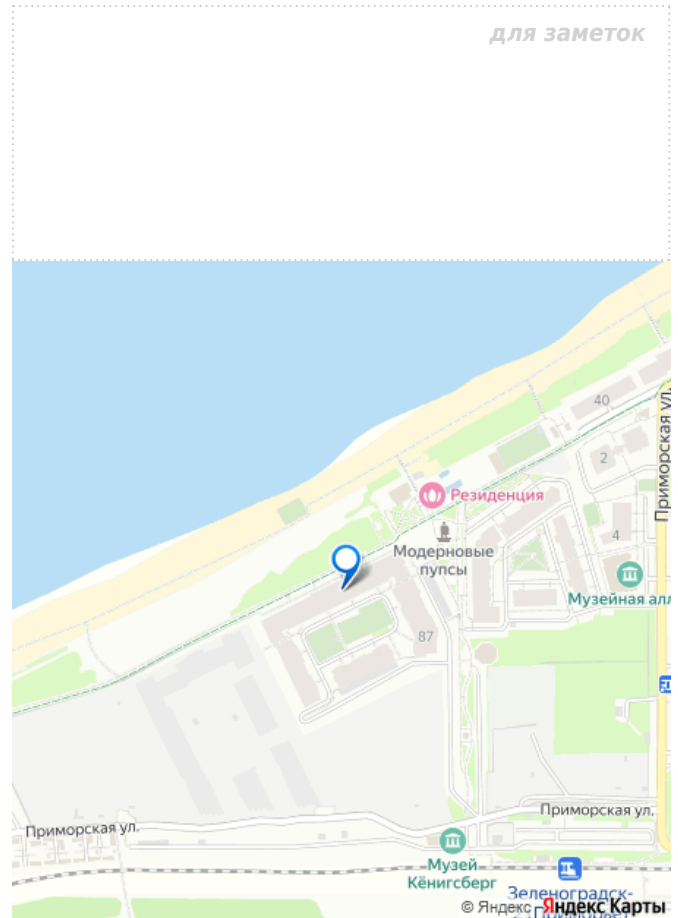 для заметок
40
Приморская ул.
2
Резиденция
4
Модерновые
пупсы
Музейная алл
87
Приморская ул.
Приморская ул.
Музей
Кёнигсберг
Зеленоградск-
© Яндекс Яндекс Карты